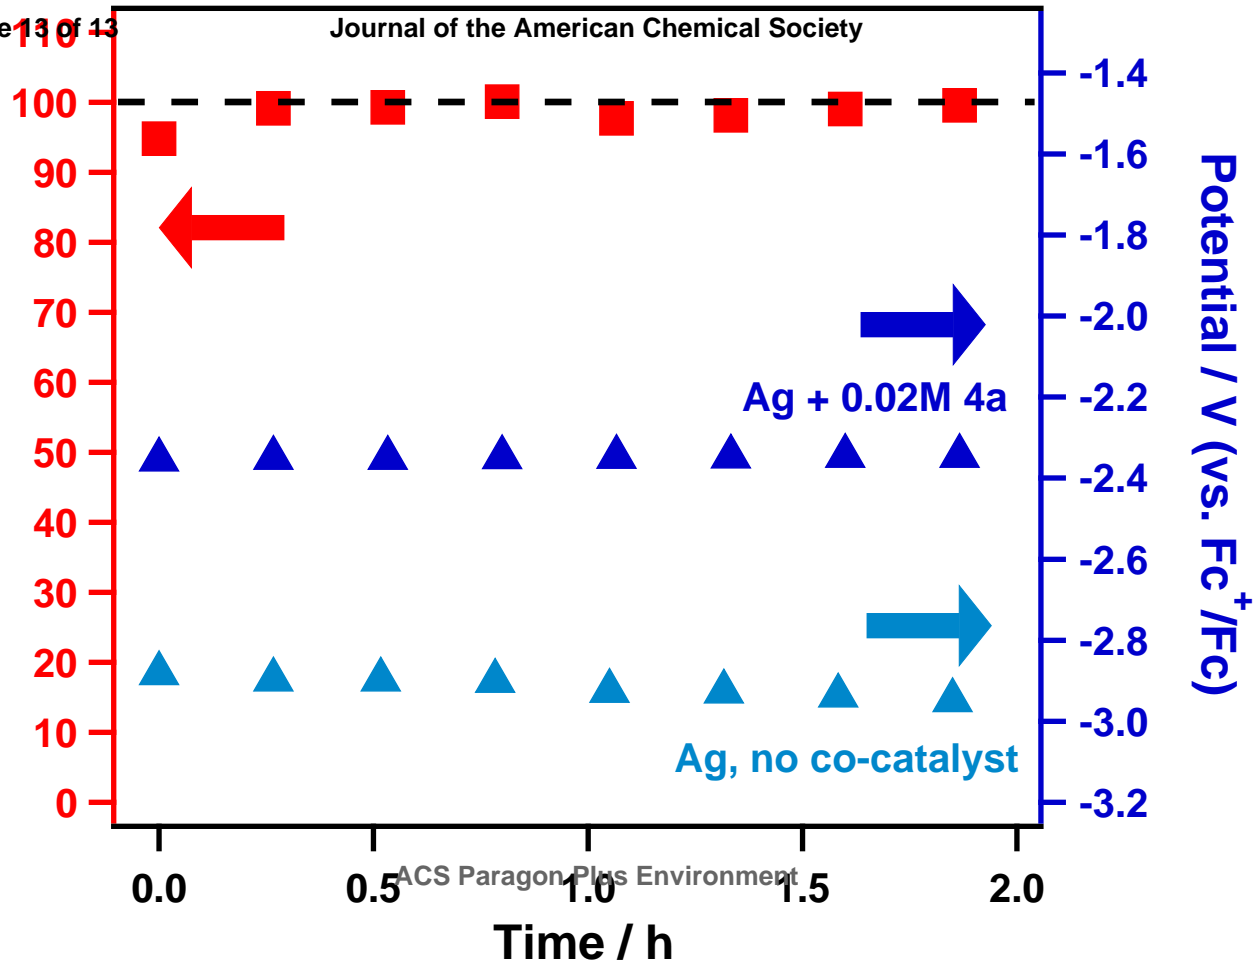 e 13 of 13
Journal of the American Chemical Society
110
100
90
80
70
60
50
40
30
20
10
0
-1.4
-1.6
-1.8
-2.0
-2.2
-2.4
-2.6
-2.8
-3.0
-3.2
Potential / V (vs. Fc+/Fc)
Ag + 0.02M 4a
Ag, no co-catalyst
0.0 0.5 1.0 1.5 2.0
ACS Paragon Plus Environment
Time / h